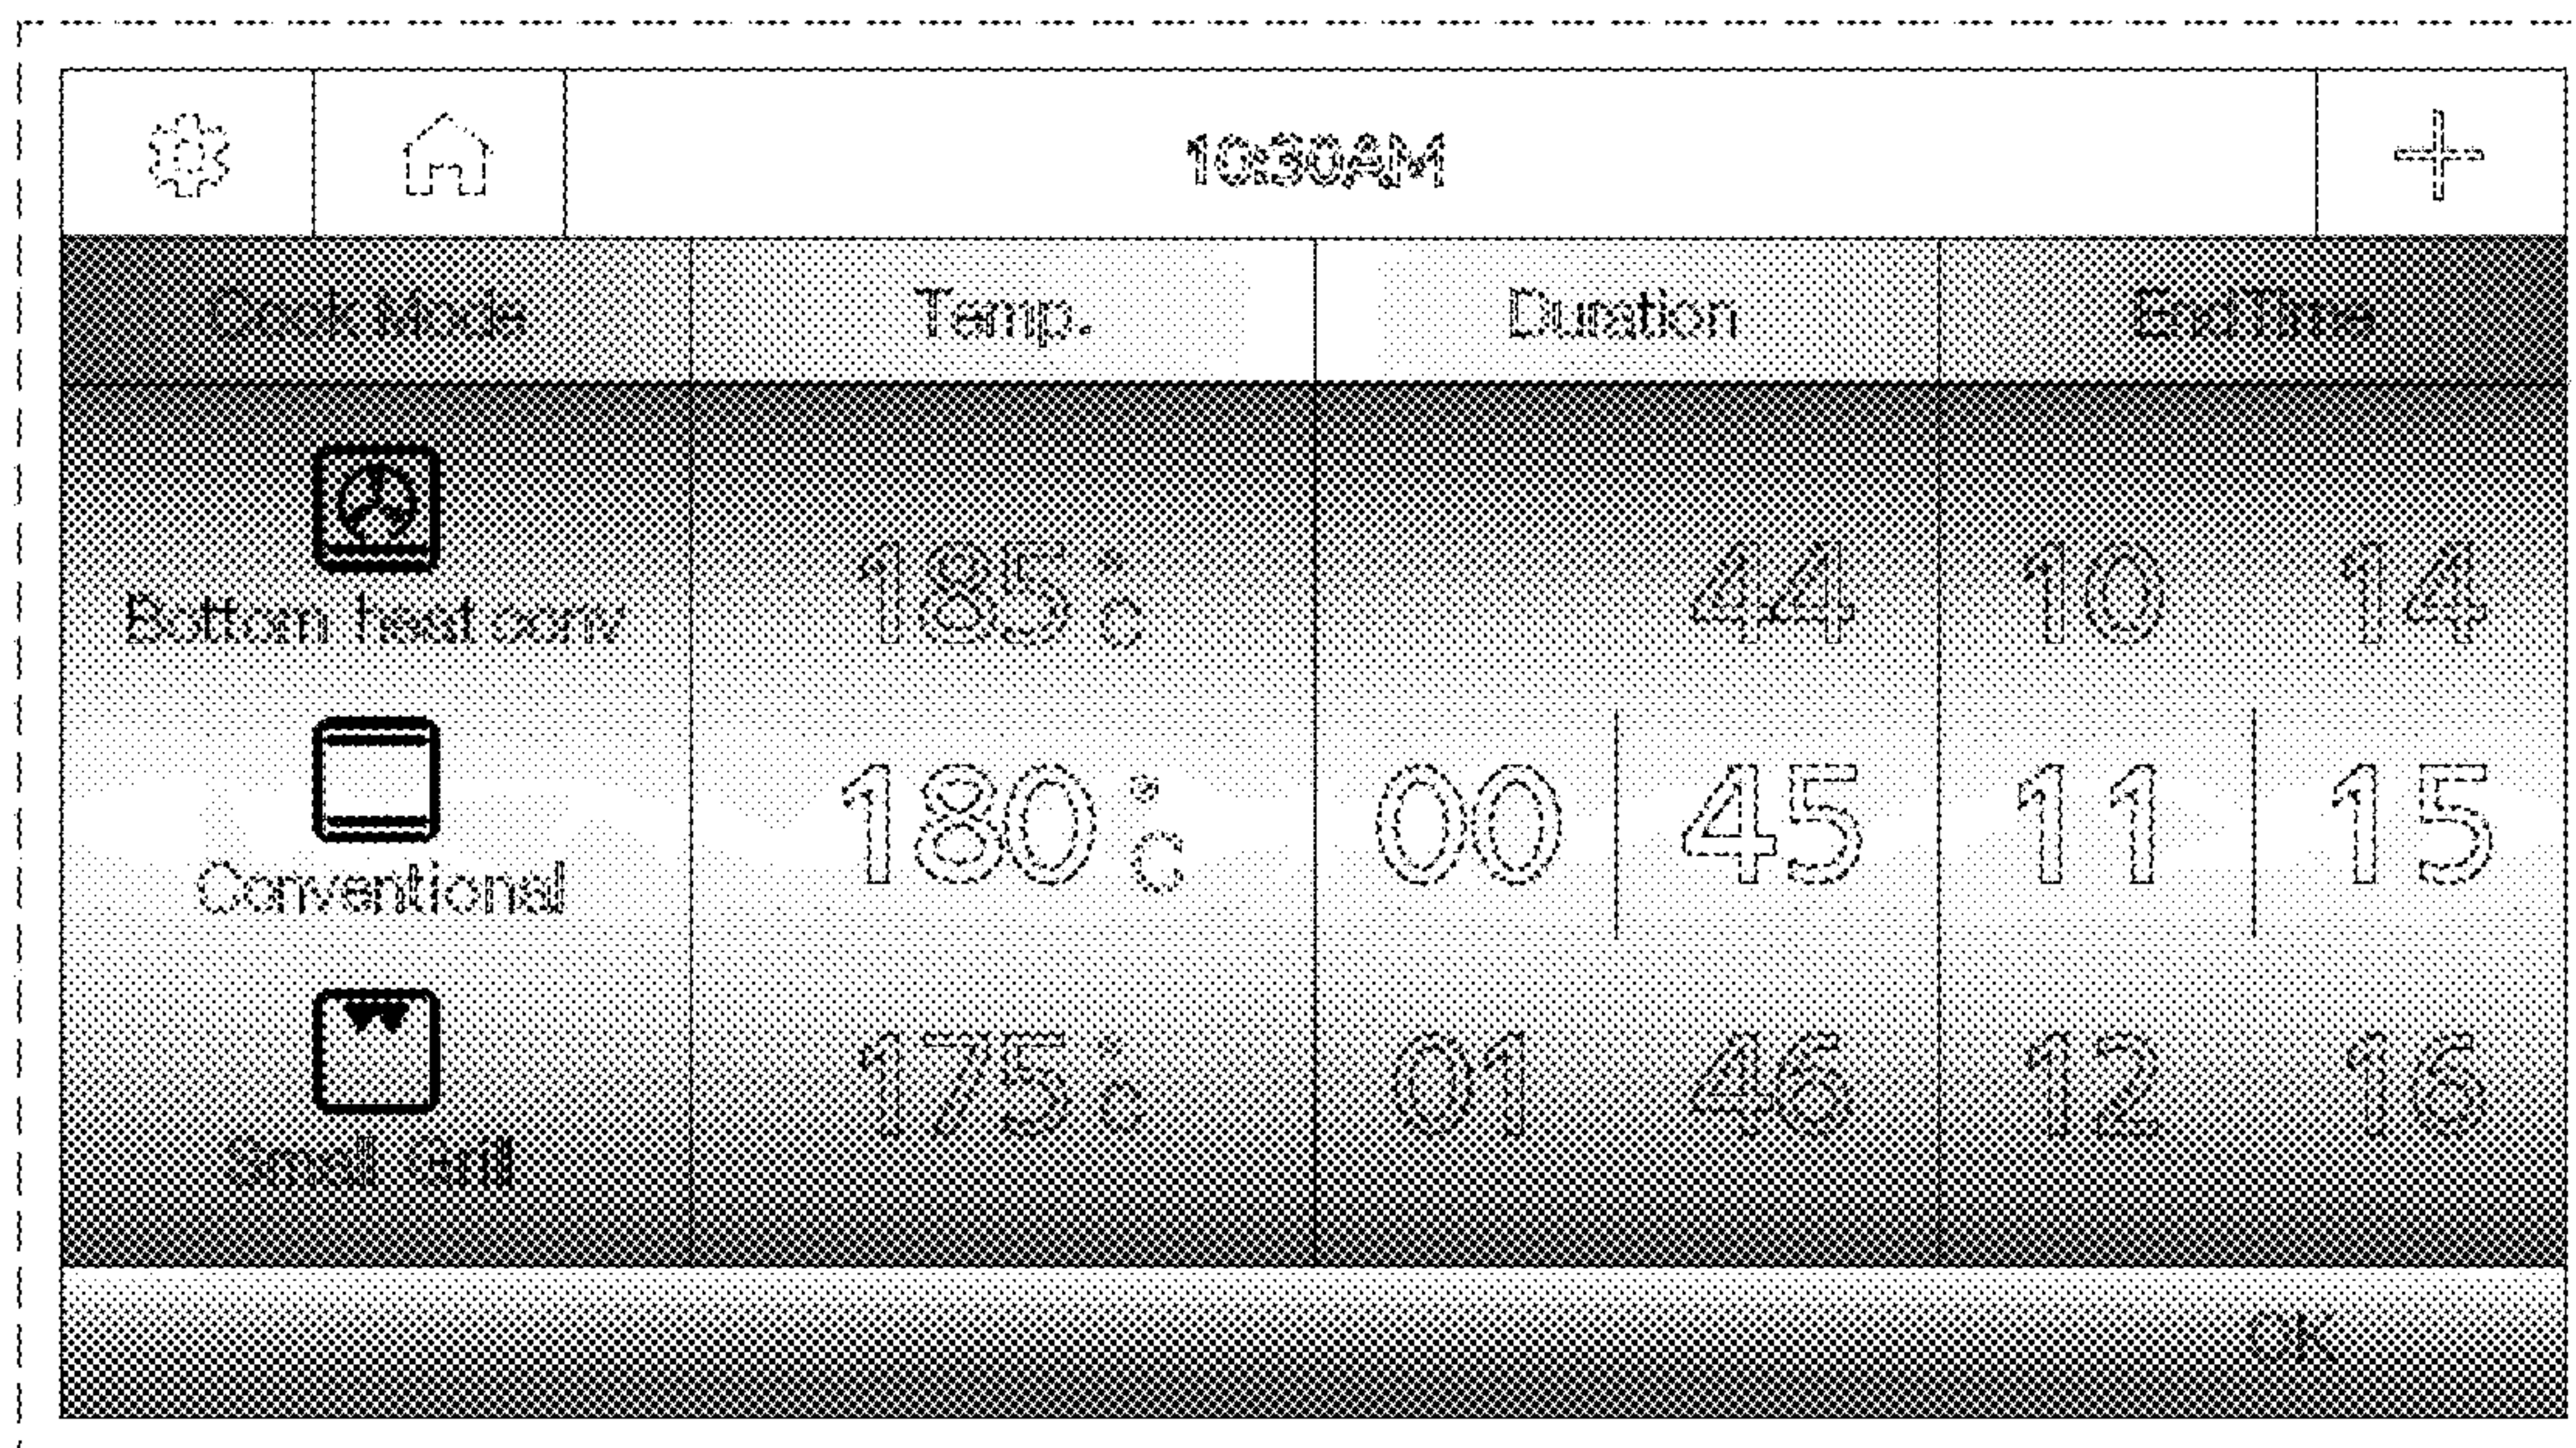 10:30AM
Cook Mode Temp. Duration End Time
185 °C 44 10 14
Bottom heat conv
180 °C 00 45 11 15
Conventional
175 °C 01 46 12 16
Small Grill
OK